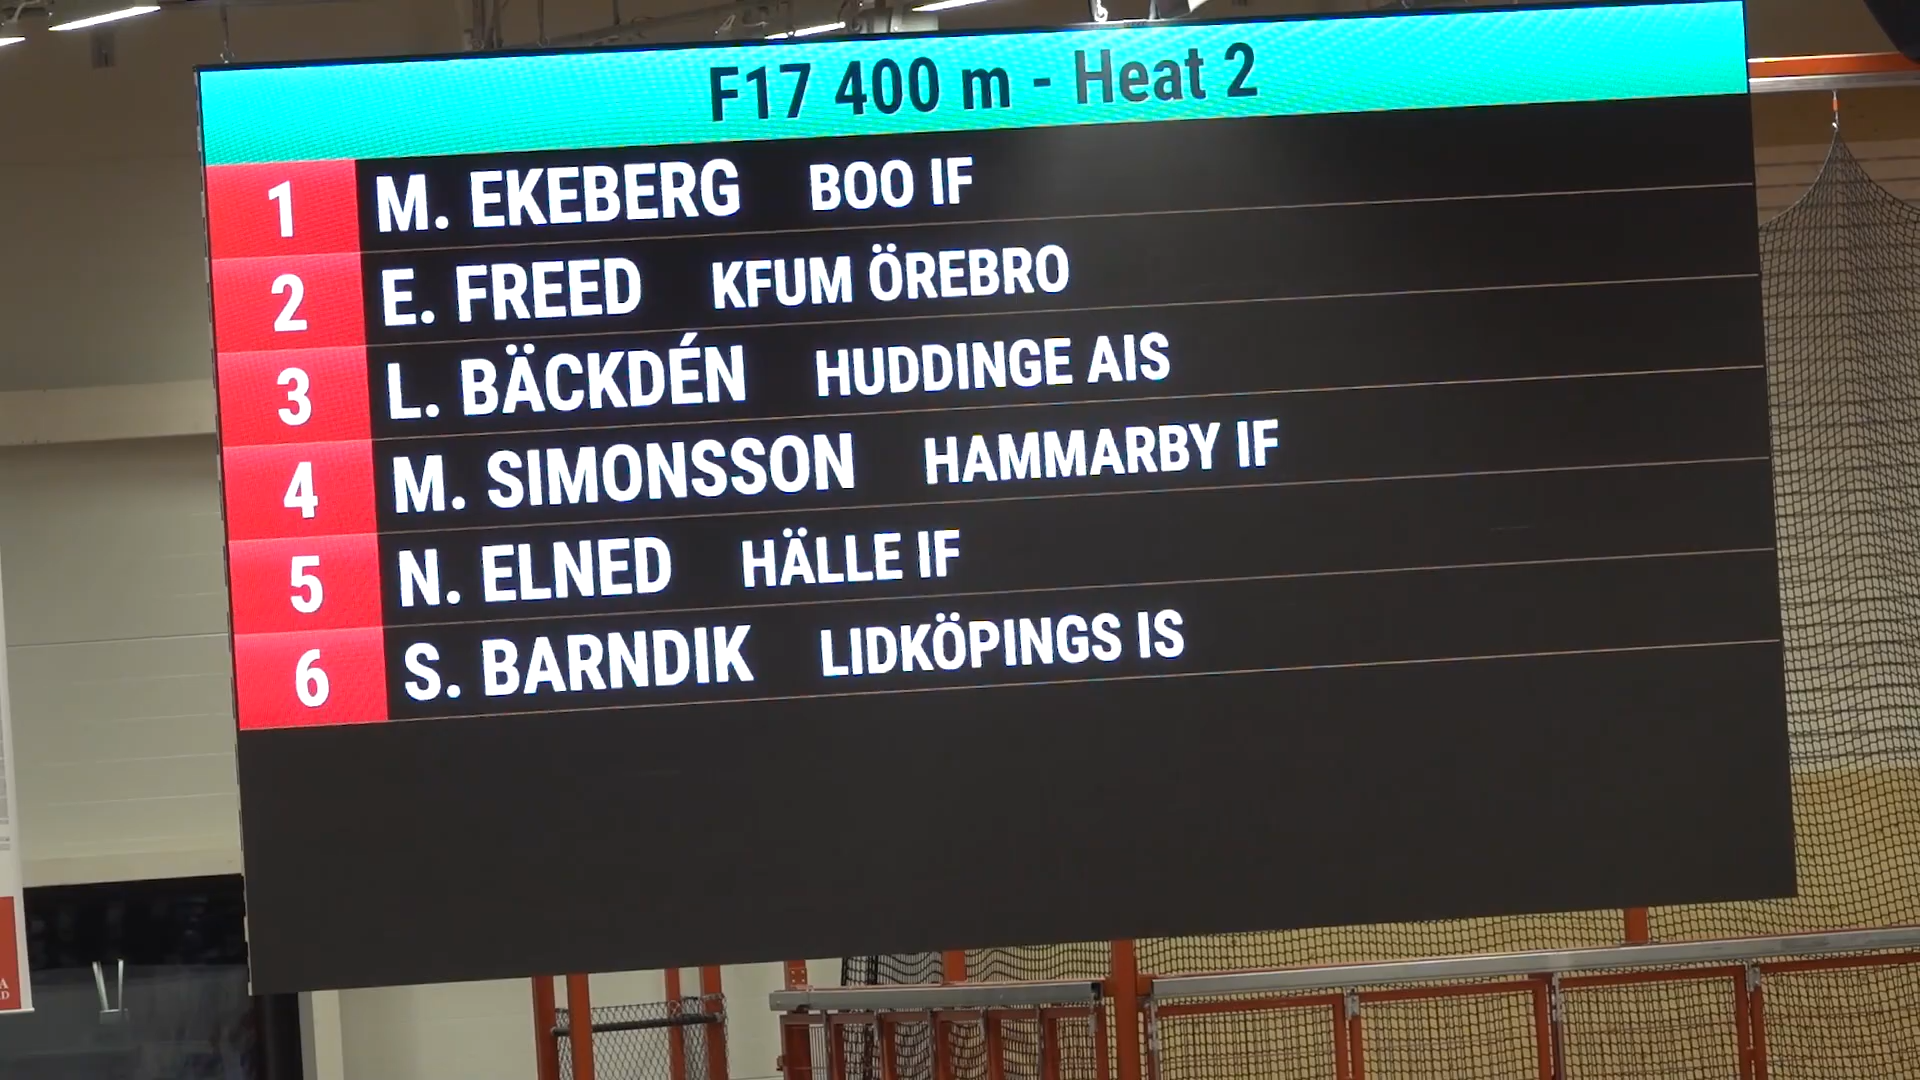 F17 400 m - Heat 2
1 M. EKEBERG BOO IF
2 E. FREED KFUM ÖREBRO
3 L. BÄCKDÉN HUDDINGE AIS
4 M. SIMONSSON HAMMARBY IF
5 N. ELNED HÄLLE IF
6 S. BARNDIK LIDKÖPINGS IS